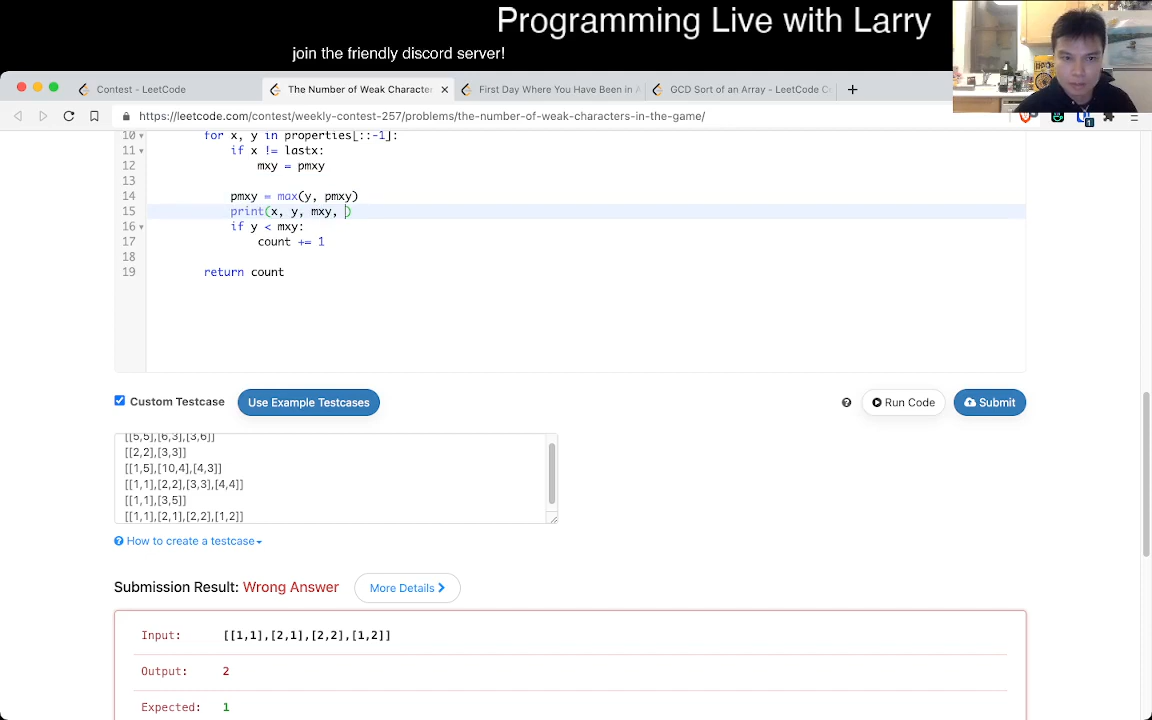 Programming Live with Larry
join the friendly discord server!
Contest - LeetCode
The Number of Weak Character
First Day Where You Have Been in
GCD Sort of an Array - LeetCode C
https://leetcode.com/contest/weekly-contest-257/problems/the-number-of-weak-characters-in-the-game/
10 for x, y in properties[::-1]:
11 if x != lastx:
12 mxy = pmxy
13
14 pmxy = max(y, pmxy)
15 print(x, y, mxy, )
16 if y < mxy:
17 count += 1
18
19 return count
Custom Testcase
Use Example Testcases
Run Code
Submit
[[5,5],[6,3],[3,6]]
[[2,2],[3,3]]
[[1,5],[10,4],[4,3]]
[[1,1],[2,2],[3,3],[4,4]]
[[1,1],[3,5]]
[[1,1],[2,1],[2,2],[1,2]]
How to create a testcase
Submission Result: Wrong Answer
More Details
Input: [[1,1],[2,1],[2,2],[1,2]]
Output: 2
Expected: 1